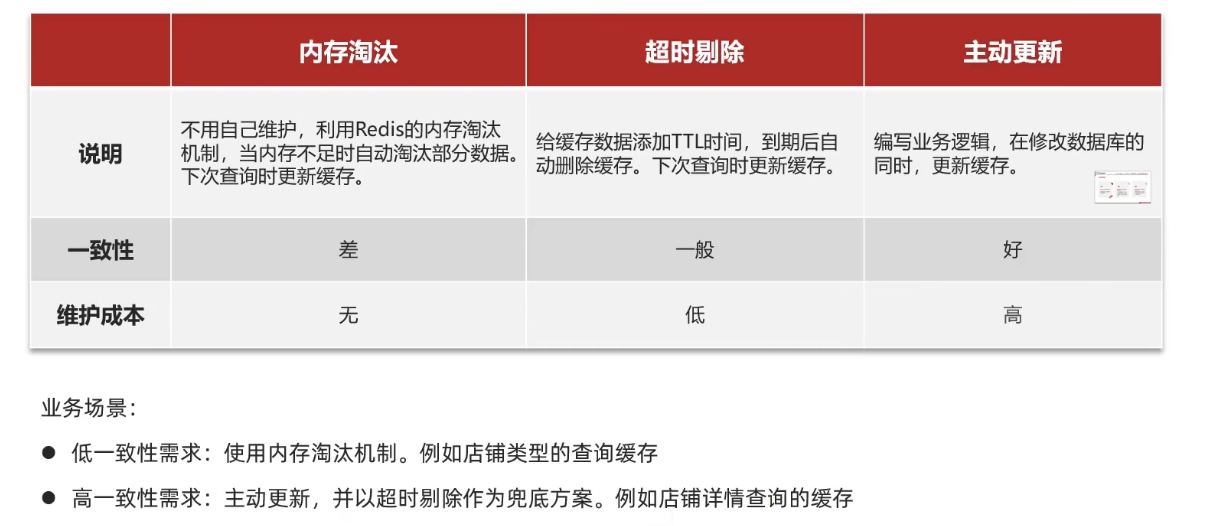 内存淘汰 超时剔除 主动更新
说明
不用自己维护，利用Redis的内存淘汰
机制，当内存不足时自动淘汰部分数据。
下次查询时更新缓存。
给缓存数据添加TTL时间，到期后自
动删除缓存。下次查询时更新缓存。
编写业务逻辑，在修改数据库的
同时，更新缓存。
一致性 差 一般 好
维护成本 无 低 高
业务场景：
● 低一致性需求：使用内存淘汰机制。例如店铺类型的查询缓存
● 高一致性需求：主动更新，并以超时剔除作为兜底方案。例如店铺详情查询的缓存